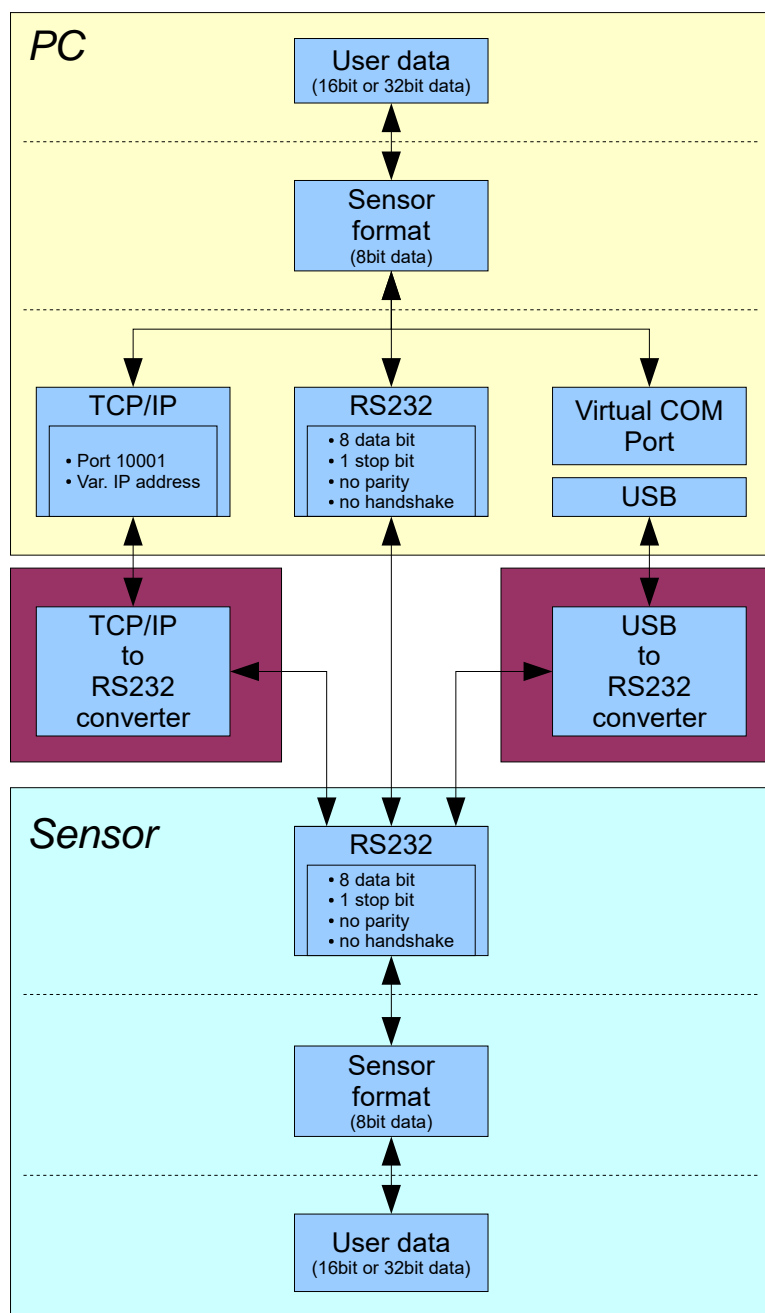 PC
User data
(16bit or 32bit data)
Sensor
format
(8bit data)
TCP/IP
• Port 10001
• Var. IP address
RS232
• 8 data bit
• 1 stop bit
• no parity
• no handshake
Virtual COM
Port
USB
TCP/IP
to
RS232
converter
USB
to
RS232
converter
Sensor
RS232
• 8 data bit
• 1 stop bit
• no parity
• no handshake
Sensor
format
(8bit data)
User data
(16bit or 32bit data)